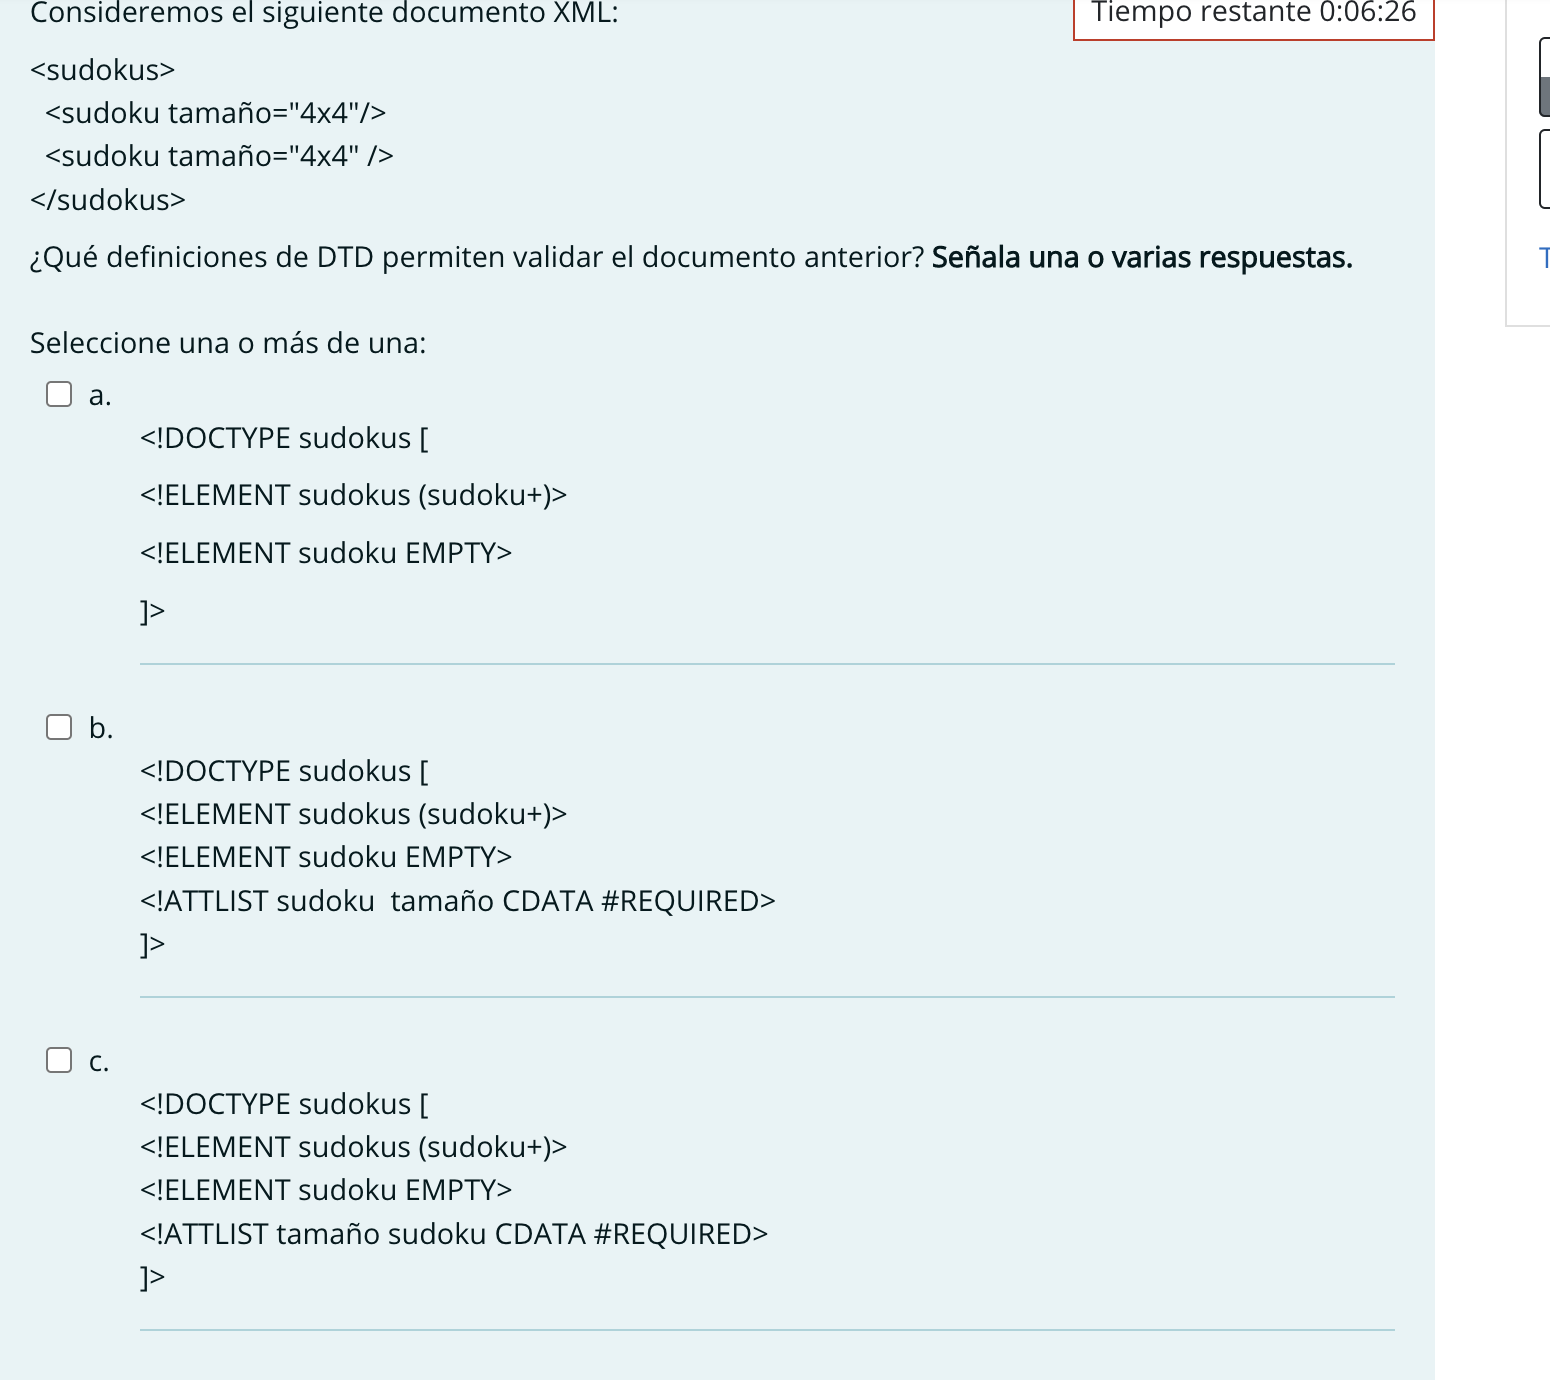 Consideremos el siguiente documento XML:
Tiempo restante 0:06:26
<sudokus>
<sudoku tamaño="4x4"/>
<sudoku tamaño="4x4" />
</sudokus>
¿Qué definiciones de DTD permiten validar el documento anterior? Señala una o varias respuestas.
Seleccione una o más de una:
a.
<!DOCTYPE sudokus [
<!ELEMENT sudokus (sudoku+)>
<!ELEMENT sudoku EMPTY>
]>
b.
<!DOCTYPE sudokus [
<!ELEMENT sudokus (sudoku+)>
<!ELEMENT sudoku EMPTY>
<!ATTLIST sudoku  tamaño CDATA #REQUIRED>
]>
c.
<!DOCTYPE sudokus [
<!ELEMENT sudokus (sudoku+)>
<!ELEMENT sudoku EMPTY>
<!ATTLIST tamaño sudoku CDATA #REQUIRED>
]>